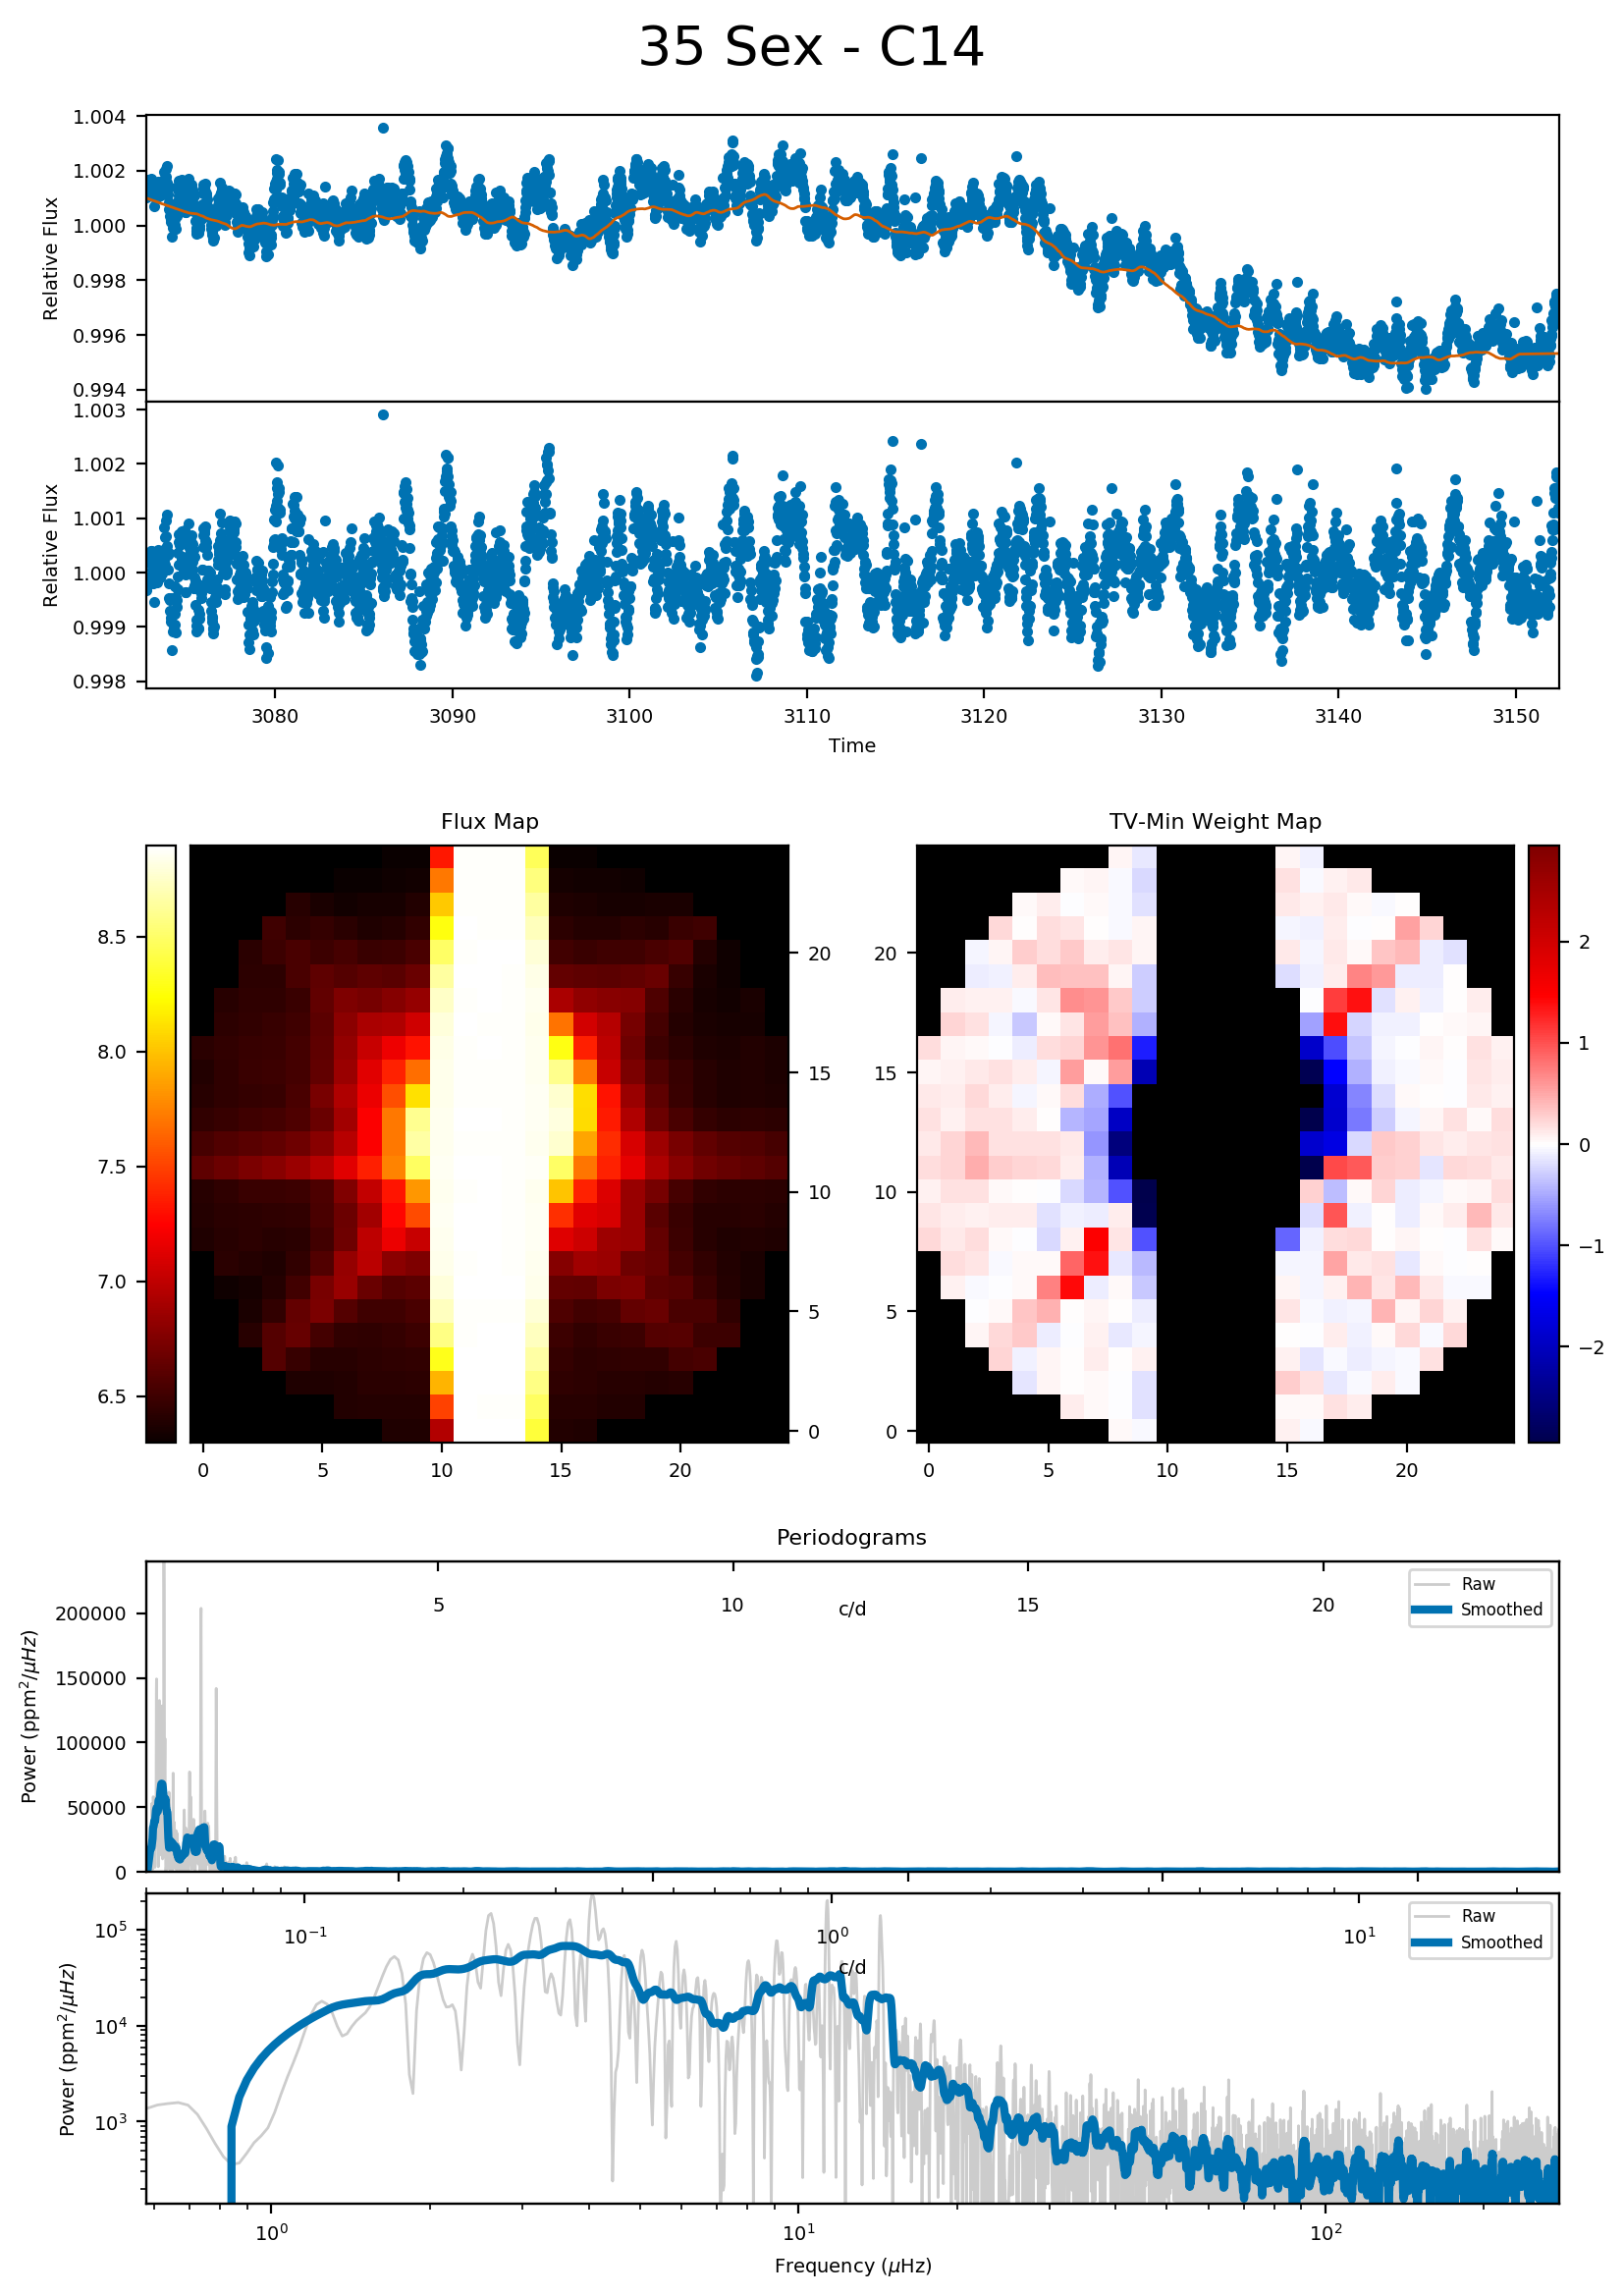 35 Sex - C14
1.004
1.002
1.000
0.998
0.996
0.994
Relative Flux
1.003
1.002
1.001
1.000
0.999
0.998
Relative Flux
3080 3090 3100 3110 3120 3130 3140 3150
Time
Flux Map
TV-Min Weight Map
8.5
8.0
7.5
7.0
6.5
20
15
10
5
0
0 5 10 15 20
20
15
10
5
0
0 5 10 15 20
2
1
0
−1
−2
Periodograms
200000
150000
100000
50000
0
Power (ppm²/μHz)
5 10 15 20
c/d
Raw
Smoothed
10⁵
10⁴
10³
Power (ppm²/μHz)
10⁻¹ 10⁰ 10¹
c/d
Raw
Smoothed
10⁰ 10¹ 10²
Frequency (μHz)